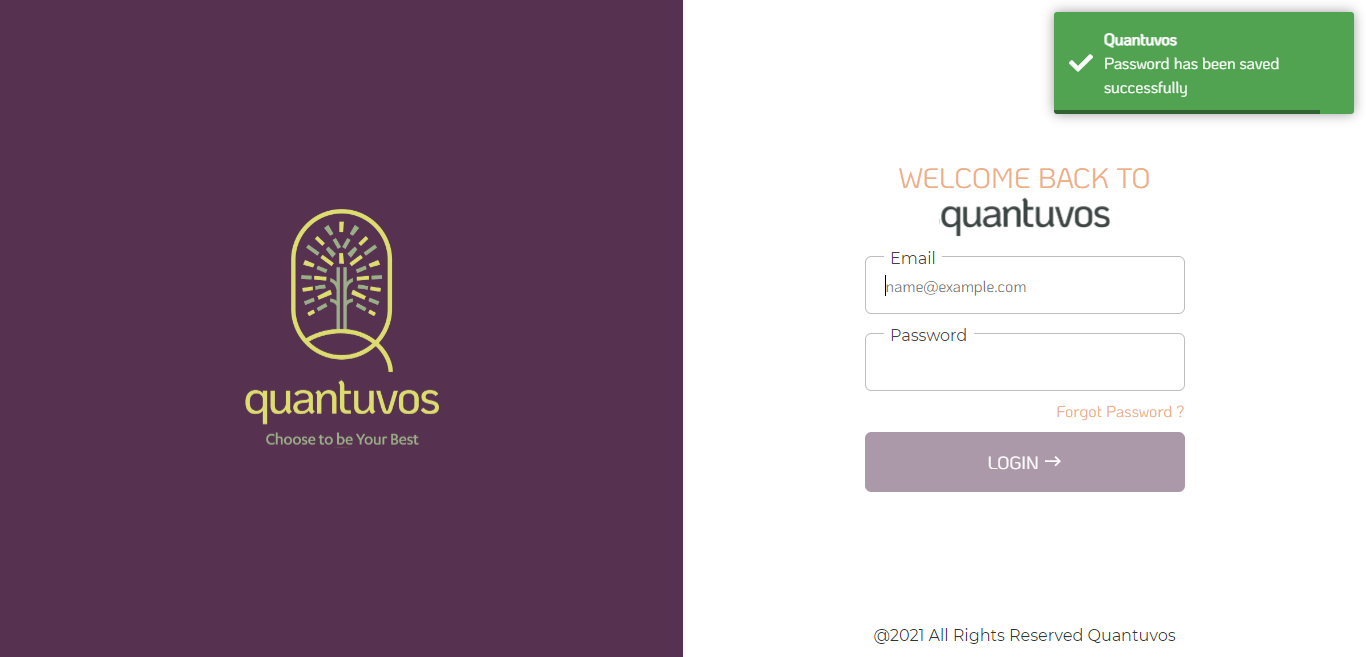 Quantuvos
Password has been saved
successfully
quantuvos
Choose to be Your Best
WELCOME BACK TO
quantuvos
Email
name@example.com
Password
Forgot Password ?
LOGIN →
@2021 All Rights Reserved Quantuvos